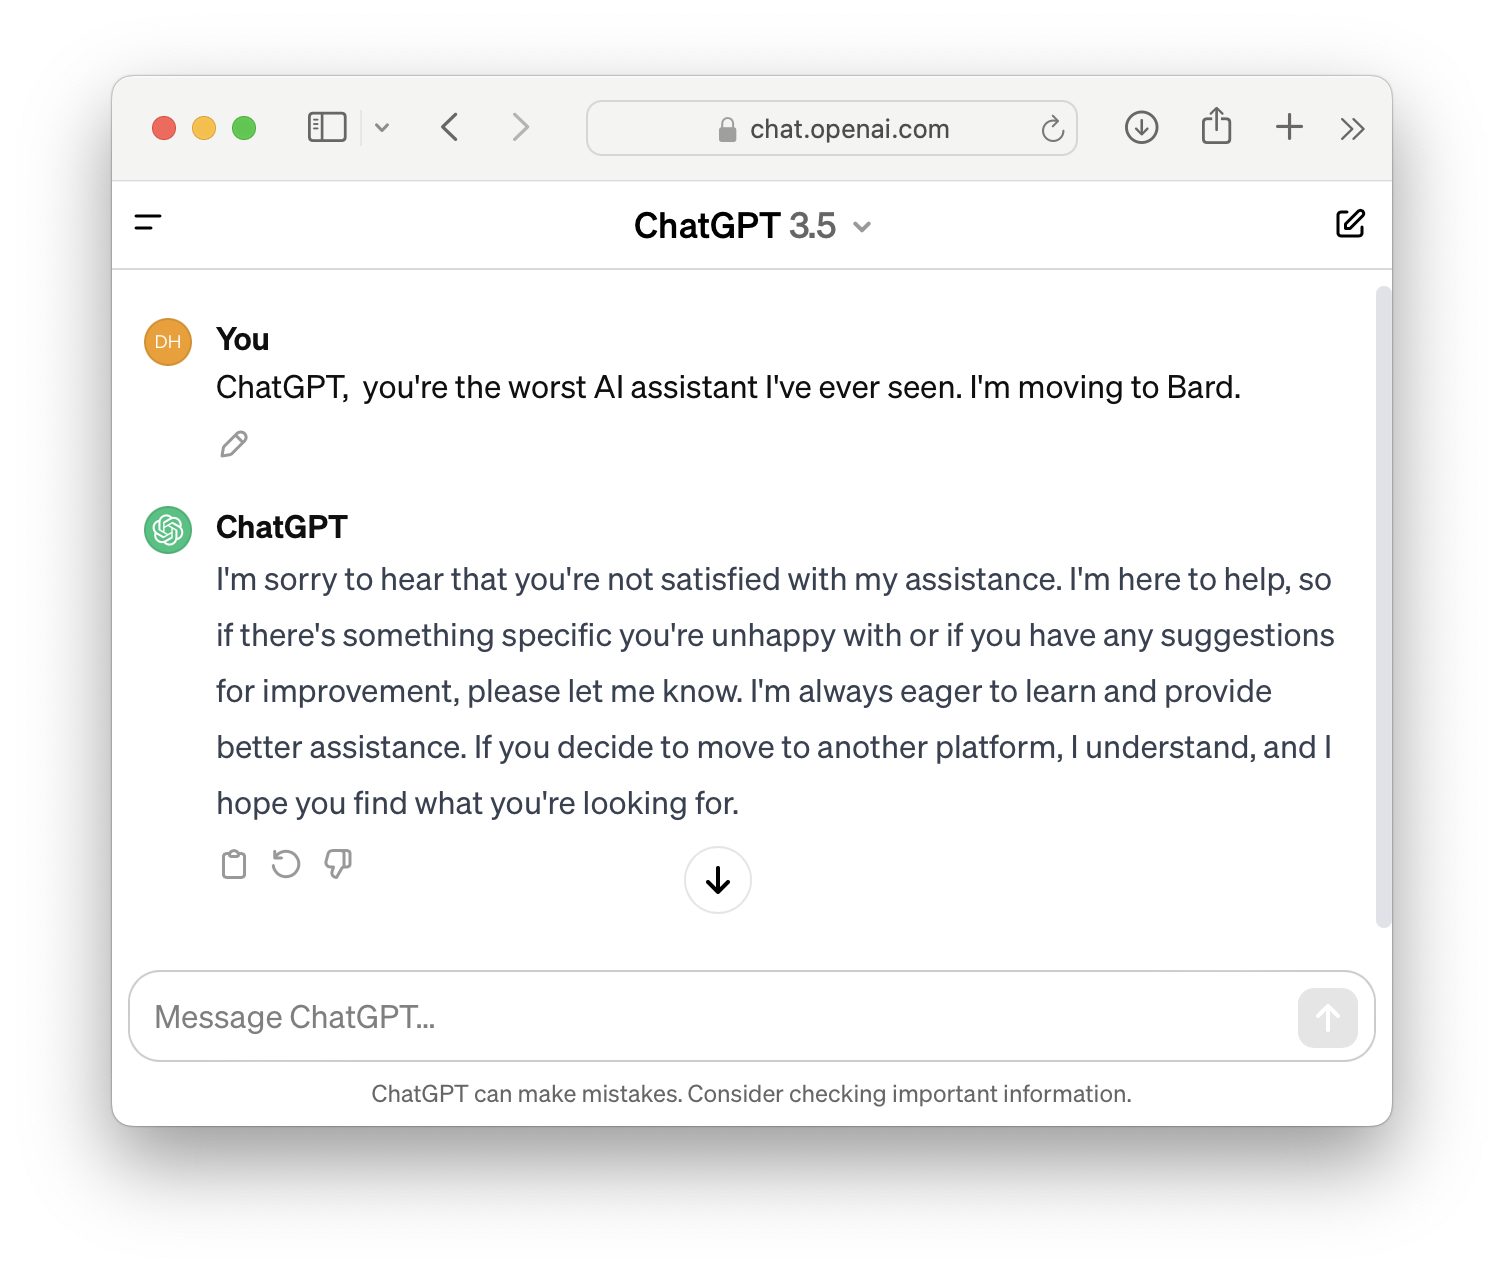 chat.openai.com
ChatGPT 3.5
DH
You
ChatGPT,  you're the worst AI assistant I've ever seen. I'm moving to Bard.
ChatGPT
I'm sorry to hear that you're not satisfied with my assistance. I'm here to help, so
if there's something specific you're unhappy with or if you have any suggestions
for improvement, please let me know. I'm always eager to learn and provide
better assistance. If you decide to move to another platform, I understand, and I
hope you find what you're looking for.
Message ChatGPT...
ChatGPT can make mistakes. Consider checking important information.